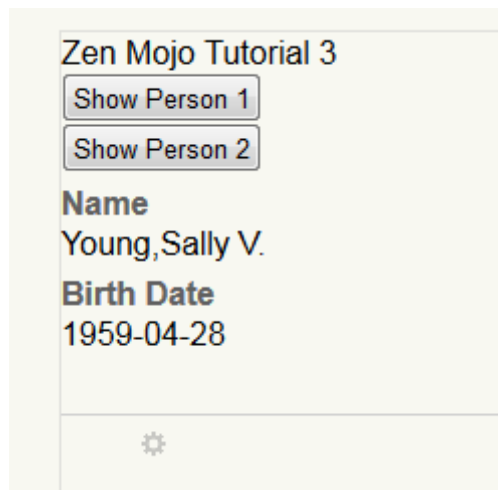 Zen Mojo Tutorial 3
Show Person 1
Show Person 2
Name
Young,Sally V.
Birth Date
1959-04-28